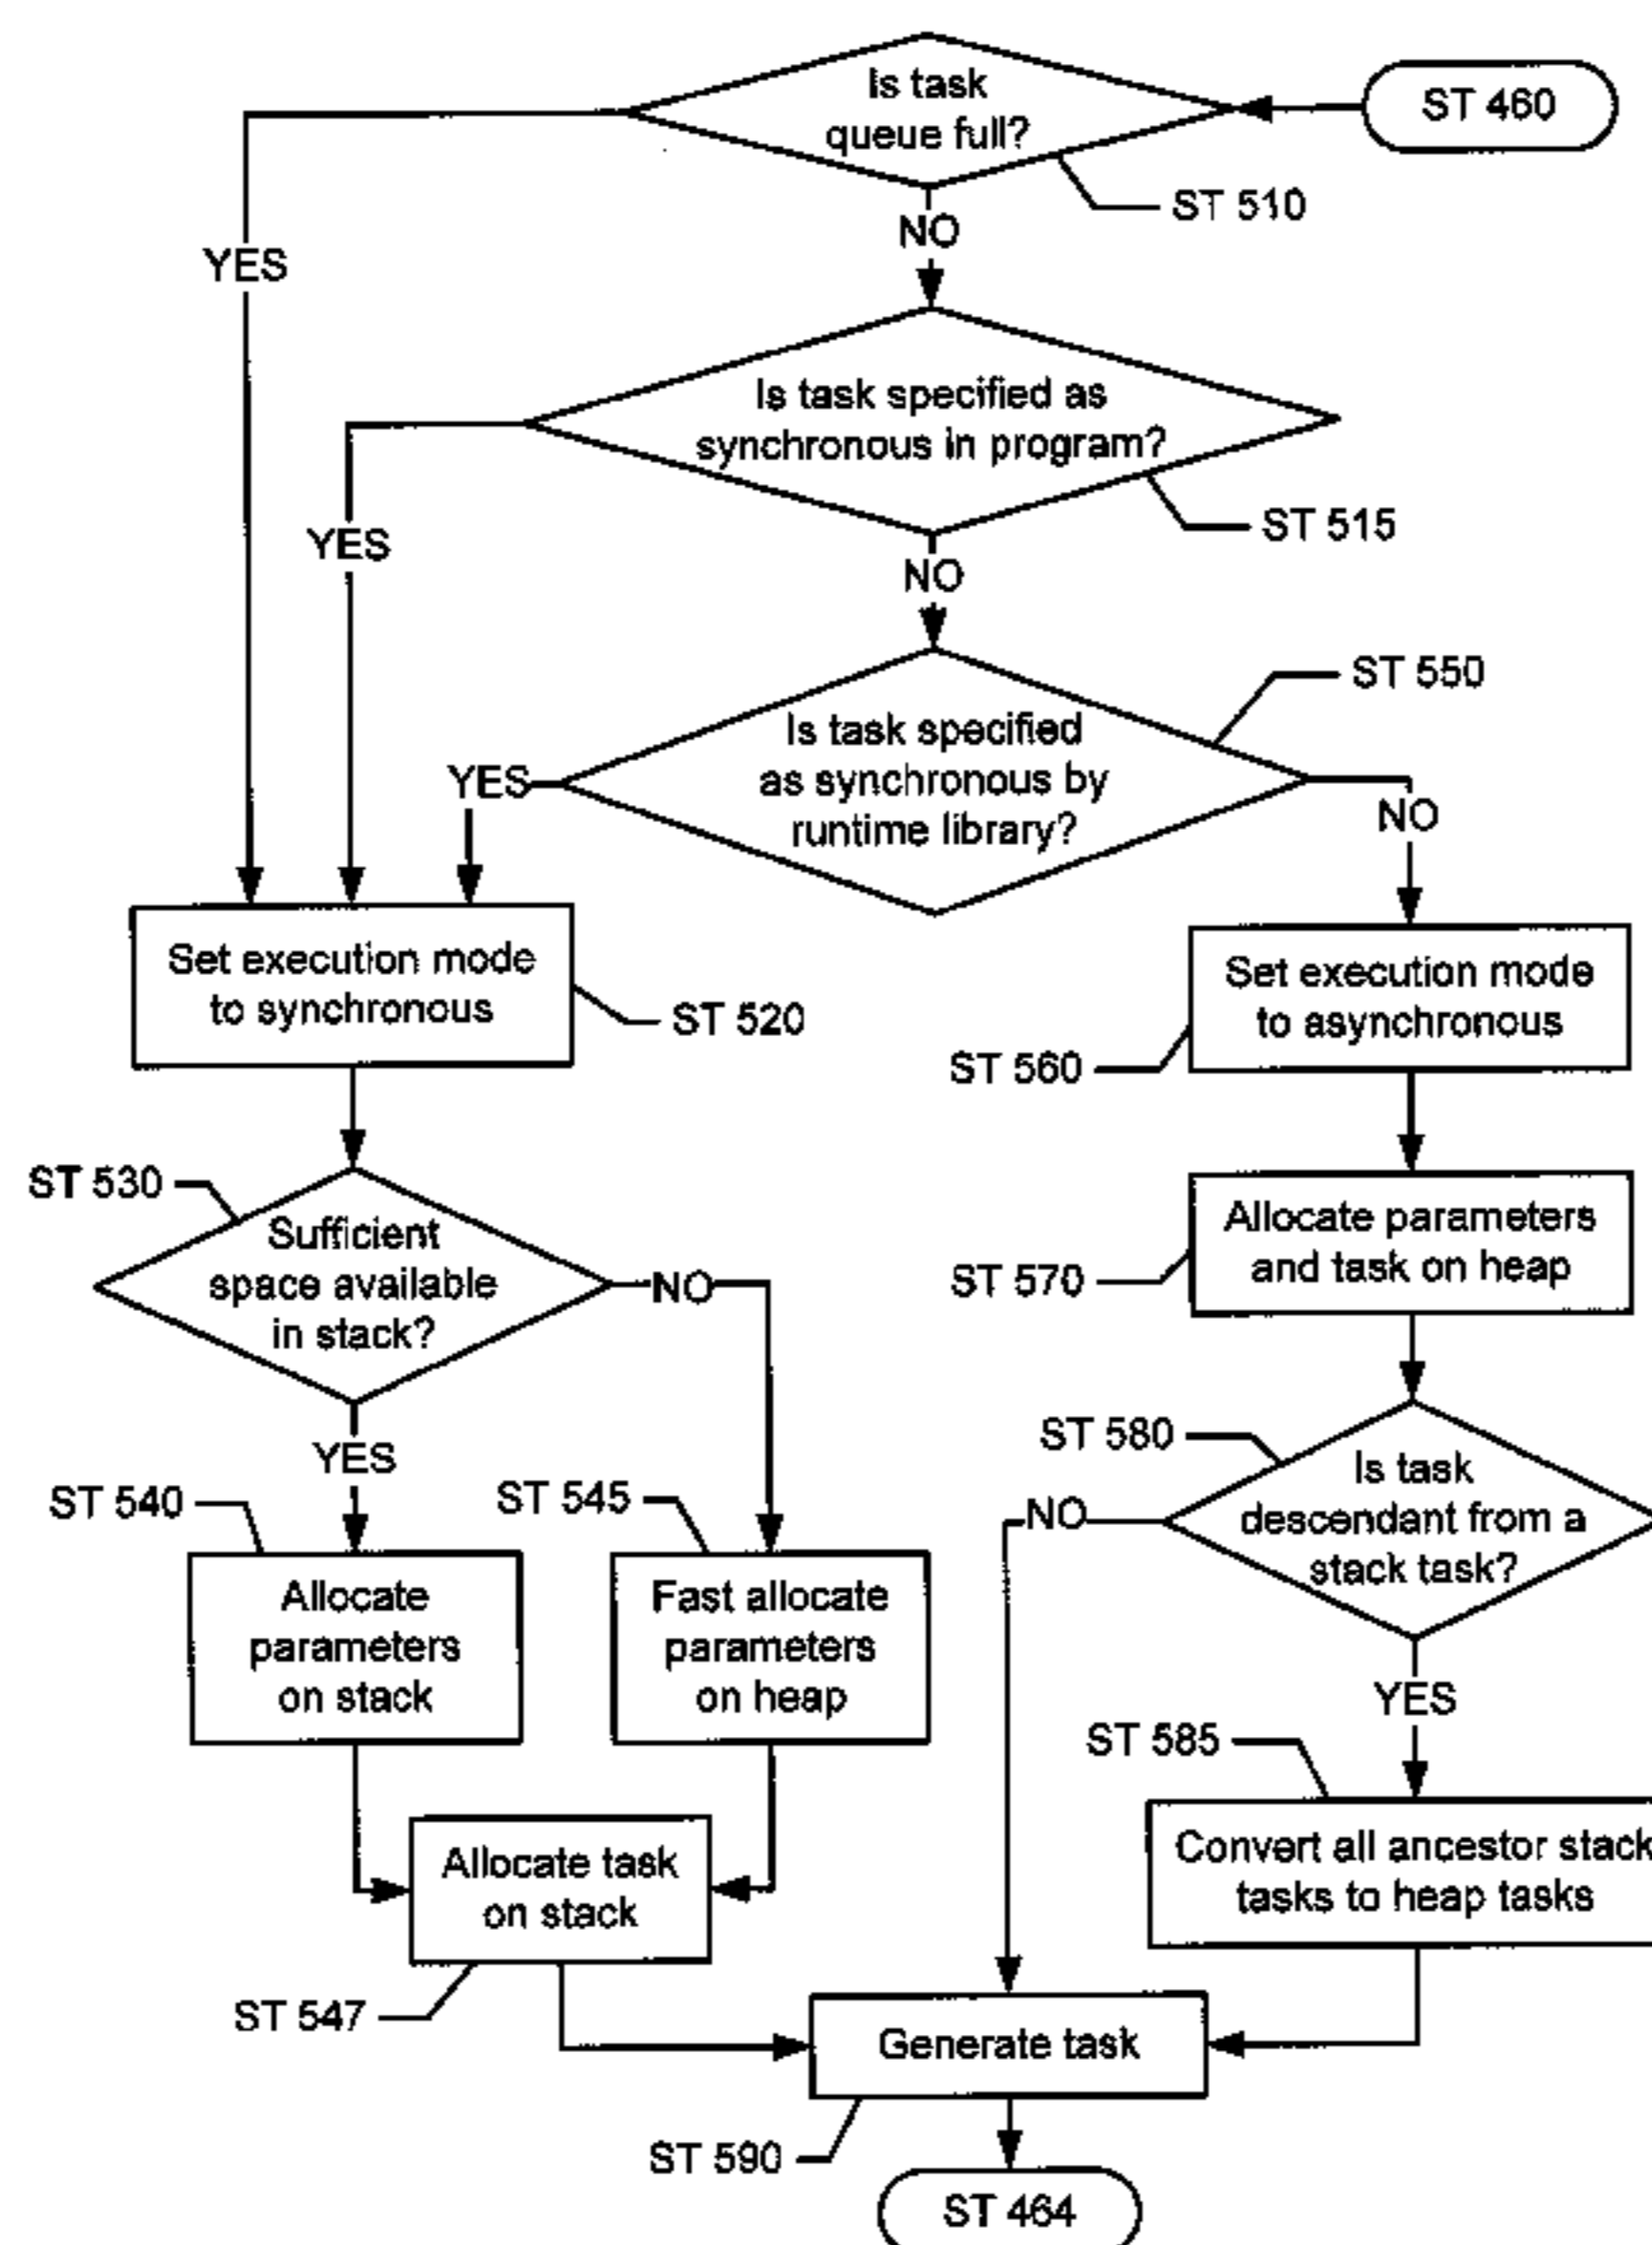 Is task
queue full?
ST 460
ST 510
NO
YES
Is task specified as
synchronous in program?
ST 515
YES
NO
ST 550
Is task specified
as synchronous by
runtime library?
YES
NO
Set execution mode
to synchronous
ST 520
Set execution mode
to asynchronous
ST 560
ST 530
Sufficient
space available
in stack?
NO
YES
Allocate parameters
and task on heap
ST 570
ST 580
Is task
descendant from a
stack task?
NO
YES
ST 540
ST 545
Allocate
parameters
on stack
Fast allocate
parameters
on heap
ST 585
Convert all ancestor stack
tasks to heap tasks
Allocate task
on stack
ST 547
Generate task
ST 590
ST 464